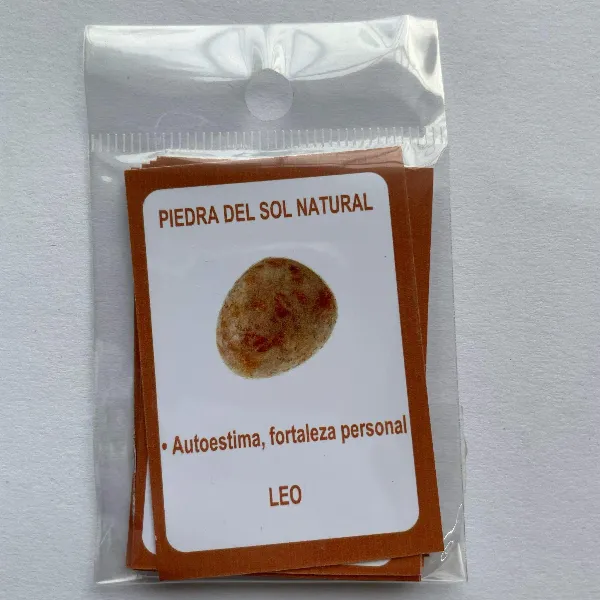 PIEDRA DEL SOL NATURAL
• Autoestima, fortaleza personal
LEO